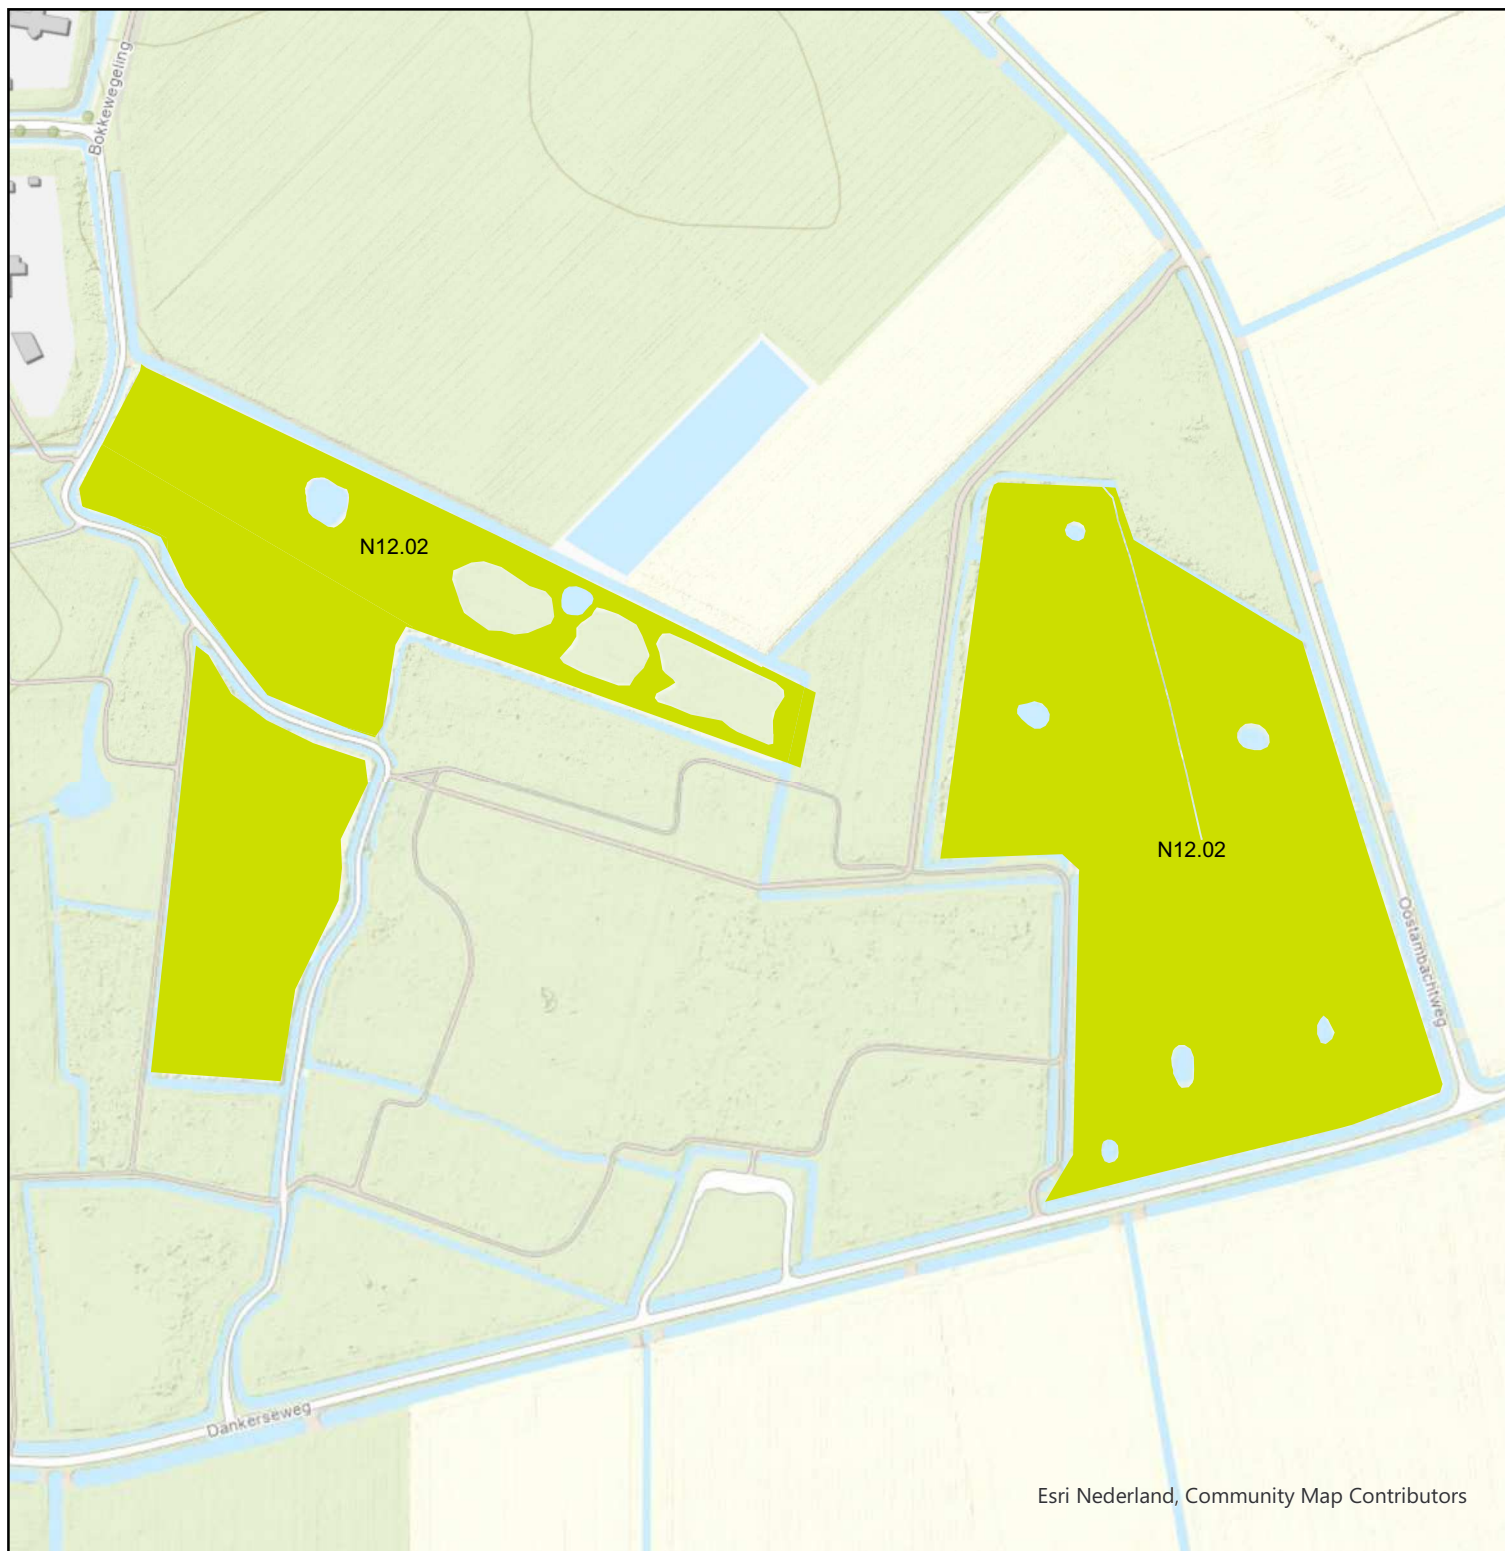 Bokkewegeling
N12.02
N12.02
Oostambachtweg
Dankerseweg
Esri Nederland, Community Map Contributors